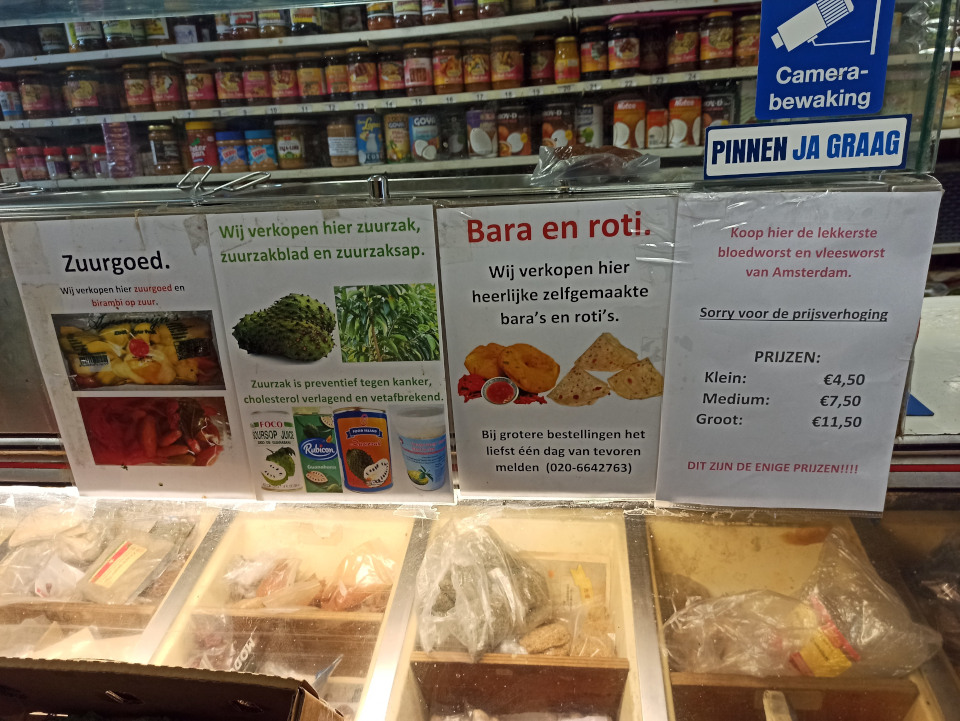 Camera-
bewaking
PINNEN JA GRAAG
Zuurgoed.
Wij verkopen hier zuurgoed en
birambi op zuur.
Wij verkopen hier zuurzak,
zuurzakblad en zuurzaksap.
Zuurzak is preventief tegen kanker,
cholesterol verlagend en vetafbrekend.
FOCO
SOURSOP JUICE
Rubicon
Guanabana
Bara en roti.
Wij verkopen hier
heerlijke zelfgemaakte
bara's en roti's.
Bij grotere bestellingen het
liefst één dag van tevoren
melden (020-6642763)
Koop hier de lekkerste
bloedworst en vleesworst
van Amsterdam.
Sorry voor de prijsverhoging
PRIJZEN:
Klein: €4,50
Medium: €7,50
Groot: €11,50
DIT ZIJN DE ENIGE PRIJZEN!!!!